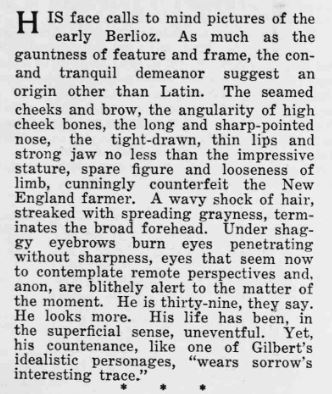 HIS face calls to mind pictures of the
early Berlioz. As much as the
gauntness of feature and frame, the con-
and tranquil demeanor suggest an
origin other than Latin. The seamed
cheeks and brow, the angularity of high
cheek bones, the long and sharp-pointed
nose, the tight-drawn, thin lips and
strong jaw no less than the impressive
stature, spare figure and looseness of
limb, cunningly counterfeit the New
England farmer. A wavy shock of hair,
streaked with spreading grayness, term-
inates the broad forehead. Under shag-
gy eyebrows burn eyes penetrating
without sharpness, eyes that seem now
to contemplate remote perspectives and,
anon, are blithely alert to the matter of
the moment. He is thirty-nine, they say.
He looks more. His life has been, in
the superficial sense, uneventful. Yet,
his countenance, like one of Gilbert's
idealistic personages, "wears sorrow's
interesting trace."
* * *